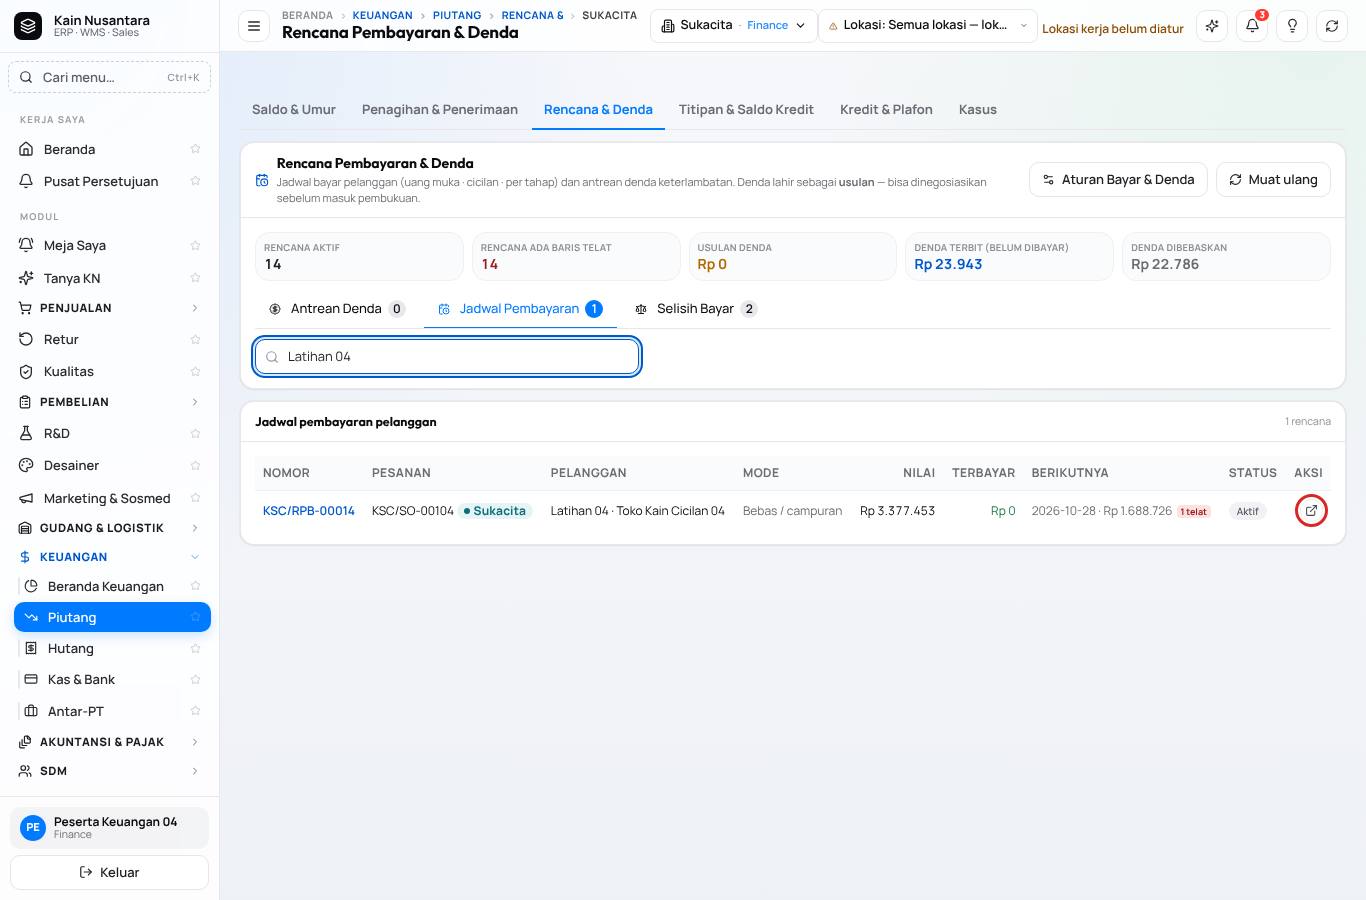 Kain Nusantara
ERP · WMS · Sales
Cari menu...
Ctrl+K
KERJA SAYA
Beranda
Pusat Persetujuan
MODUL
Meja Saya
Tanya KN
PENJUALAN
Retur
Kualitas
PEMBELIAN
R&D
Desainer
Marketing & Sosmed
GUDANG & LOGISTIK
KEUANGAN
Beranda Keuangan
Piutang
Hutang
Kas & Bank
Antar-PT
AKUNTANSI & PAJAK
SDM
PE
Peserta Keuangan 04
Finance
Keluar
BERANDA › KEUANGAN › PIUTANG › RENCANA & › SUKACITA
Rencana Pembayaran & Denda
Sukacita · Finance
Lokasi: Semua lokasi — lok...
Lokasi kerja belum diatur
3
Saldo & Umur
Penagihan & Penerimaan
Rencana & Denda
Titipan & Saldo Kredit
Kredit & Plafon
Kasus
Rencana Pembayaran & Denda
Jadwal bayar pelanggan (uang muka · cicilan · per tahap) dan antrean denda keterlambatan. Denda lahir sebagai usulan — bisa dinegosiasikan
sebelum masuk pembukuan.
Aturan Bayar & Denda
Muat ulang
RENCANA AKTIF
14
RENCANA ADA BARIS TELAT
14
USULAN DENDA
Rp 0
DENDA TERBIT (BELUM DIBAYAR)
Rp 23.943
DENDA DIBEBASKAN
Rp 22.786
Antrean Denda 0
Jadwal Pembayaran 1
Selisih Bayar 2
Latihan 04
Jadwal pembayaran pelanggan
1 rencana
NOMOR PESANAN PELANGGAN MODE NILAI TERBAYAR BERIKUTNYA STATUS AKSI
KSC/RPB-00014 KSC/SO-00104 Sukacita Latihan 04 · Toko Kain Cicilan 04 Bebas / campuran Rp 3.377.453 Rp 0 2026-10-28 · Rp 1.688.726 1 telat Aktif